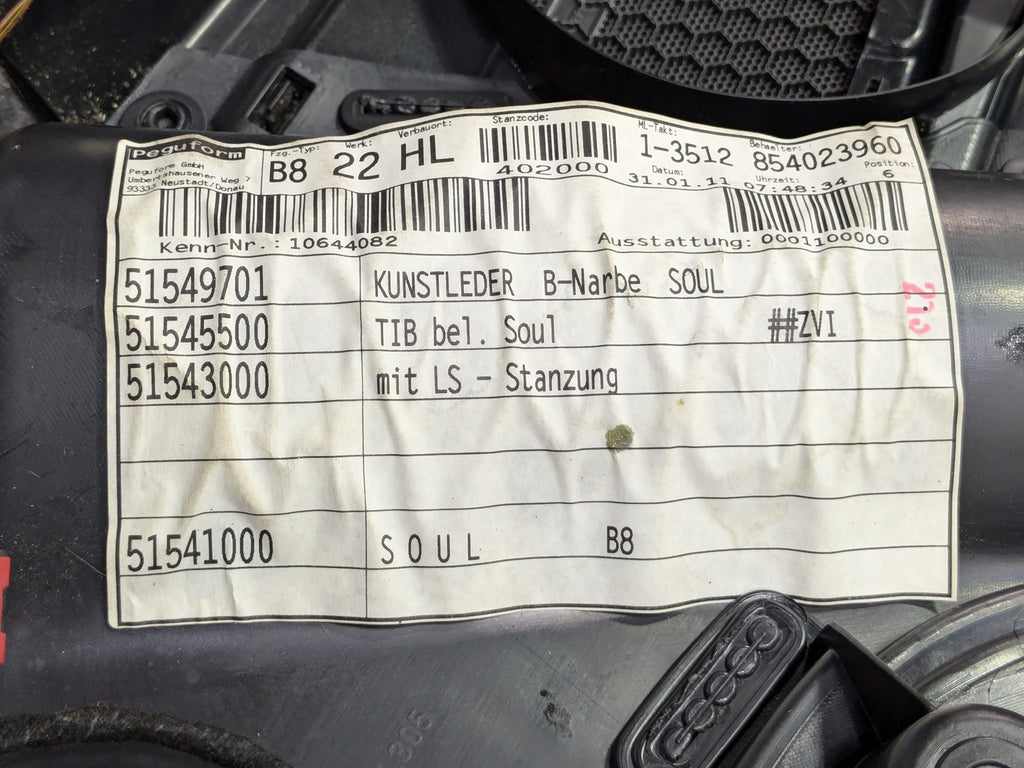 Peguform
Peguform GmbH
Umbertshausener Weg 7
93333 Neustadt/Donau
Fzg.-Typ:
B8
Werk:
22
Verbauort:
HL
Stanzcode:
402000
ML-Takt:
1-3512
Behaelter:
854023960
Datum:
31.01.11
Uhrzeit:
07:48:34
Position:
6
Kenn-Nr.: 10644082
Ausstattung: 0001100000
51549701 KUNSTLEDER B-Narbe SOUL
51545500 TIB bel. Soul ##ZVI
51543000 mit LS - Stanzung
51541000 S O U L B8
306